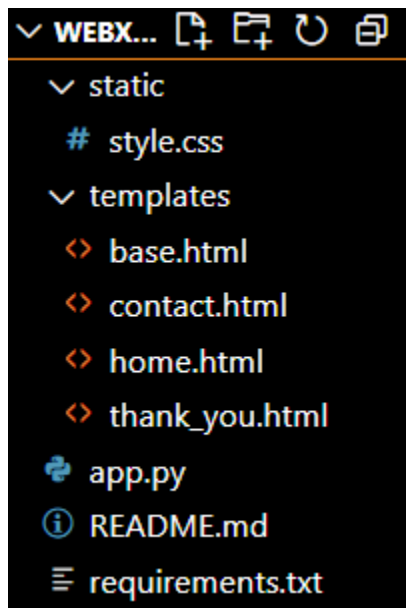 WEBX...
static
# style.css
templates
<> base.html
<> contact.html
<> home.html
<> thank_you.html
app.py
README.md
requirements.txt